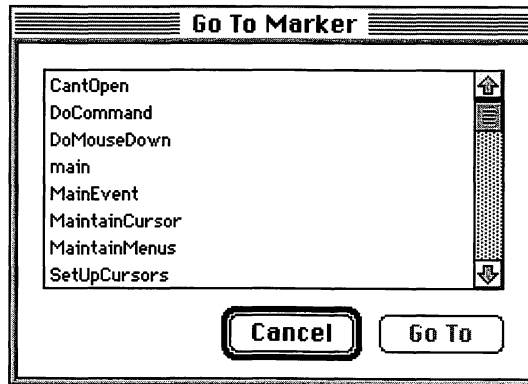 Go To Marker
CantOpen
DoCommand
DoMouseDown
main
MainEvent
MaintainCursor
MaintainMenus
SetUpCursors
Cancel
Go To